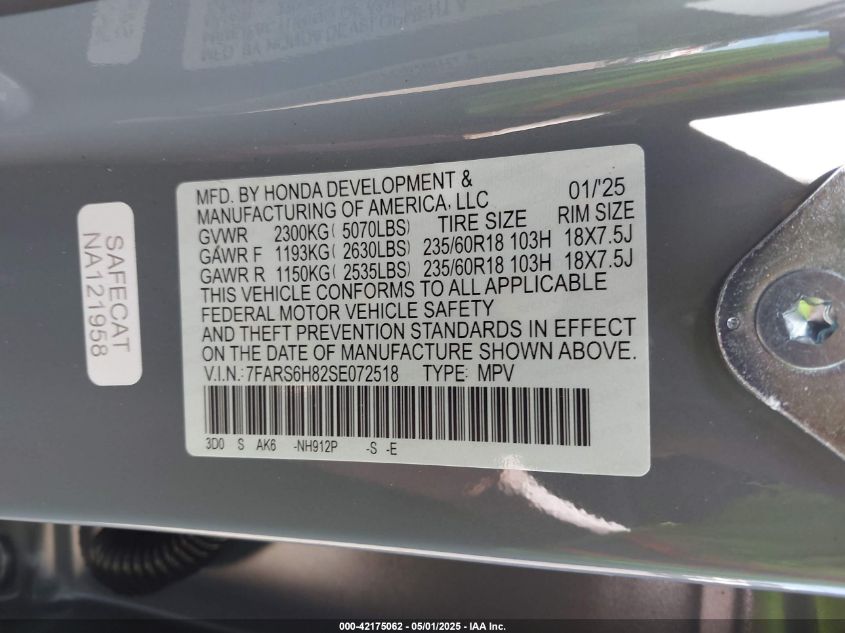 MFD. BY HONDA DEVELOPMENT &
MANUFACTURING OF AMERICA, LLC 01/'25
GVWR 2300KG( 5070LBS) TIRE SIZE RIM SIZE
GAWR F 1193KG( 2630LBS) 235/60R18 103H 18X7.5J
GAWR R 1150KG( 2535LBS) 235/60R18 103H 18X7.5J
THIS VEHICLE CONFORMS TO ALL APPLICABLE
FEDERAL MOTOR VEHICLE SAFETY
AND THEFT PREVENTION STANDARDS IN EFFECT
ON THE DATE OF MANUFACTURE SHOWN ABOVE.
V.I.N.: 7FARS6H82SE072518 TYPE: MPV
3D0 S AK6 -NH912P -S -E
SAFECAT
NA121958
000-42175062 - 05/01/2025 - IAA Inc.